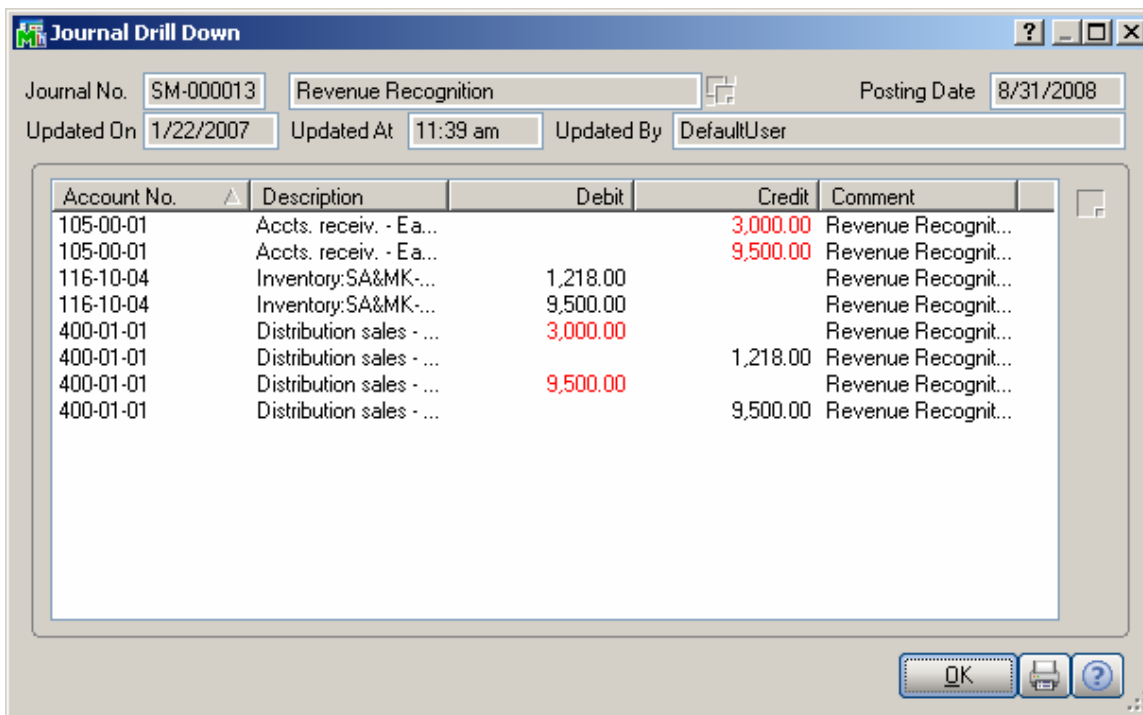 Journal Drill Down
Journal No. SM-000013 Revenue Recognition Posting Date 8/31/2008
Updated On 1/22/2007 Updated At 11:39 am Updated By DefaultUser
Account No. Description Debit Credit Comment
105-00-01 Accts. receiv. - Ea... 3,000.00 Revenue Recognit...
105-00-01 Accts. receiv. - Ea... 9,500.00 Revenue Recognit...
116-10-04 Inventory:SA&MK-... 1,218.00 Revenue Recognit...
116-10-04 Inventory:SA&MK-... 9,500.00 Revenue Recognit...
400-01-01 Distribution sales - ... 3,000.00 Revenue Recognit...
400-01-01 Distribution sales - ... 1,218.00 Revenue Recognit...
400-01-01 Distribution sales - ... 9,500.00 Revenue Recognit...
400-01-01 Distribution sales - ... 9,500.00 Revenue Recognit...
OK